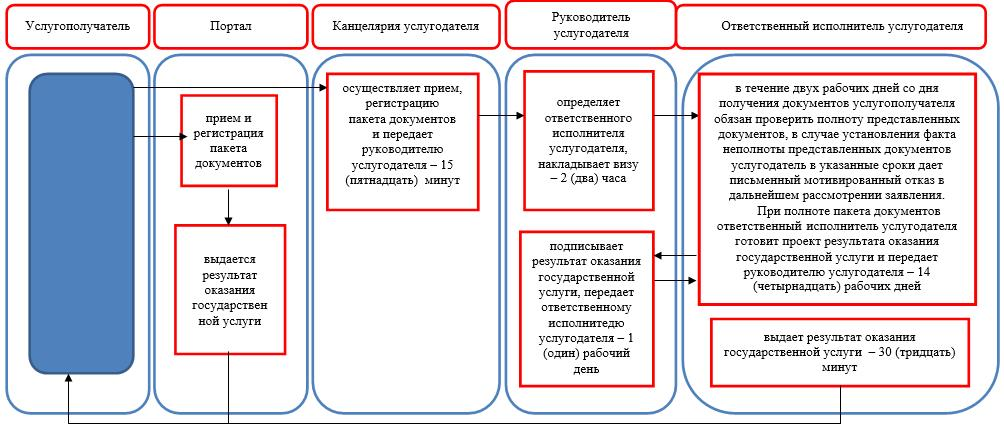 Услугополучатель
Портал
Канцелярия услугодателя
Руководитель
услугодателя
Ответственный исполнитель услугодателя
прием и
регистрация
пакета
документов
выдается
результат
оказания
государствен
ной услуги
осуществляет прием,
регистрацию
пакета документов
и передает
руководителю
услугодателя – 15
(пятнадцать) минут
определяет
ответственного
исполнителя
услугодателя,
накладывает визу
– 2 (два) часа
подписывает
результат оказания
государственной
услуги, передает
ответственному
исполнитедю
услугодателя – 1
(один) рабочий
день
в течение двух рабочих дней со дня
получения документов услугополучателя
обязан проверить полноту представленных
документов, в случае установления факта
неполноты представленных документов
услугодатель в указанные сроки дает
письменный мотивированный отказ в
дальнейшем рассмотрении заявления.
При полноте пакета документов
ответственный исполнитель услугодателя
готовит проект результата оказания
государственной услуги и передает
руководителю услугодателя – 14
(четырнадцать) рабочих дней
выдает результат оказания
государственной услуги – 30 (тридцать)
минут